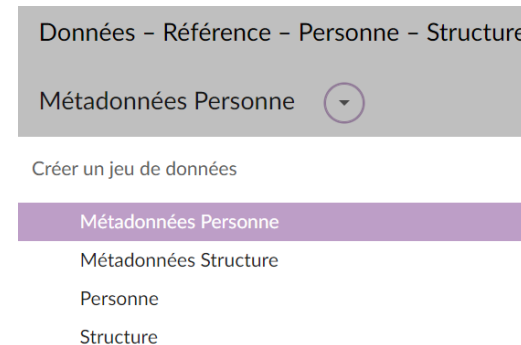 Données – Référence – Personne – Structure
Métadonnées Personne
Créer un jeu de données
Métadonnées Personne
Métadonnées Structure
Personne
Structure